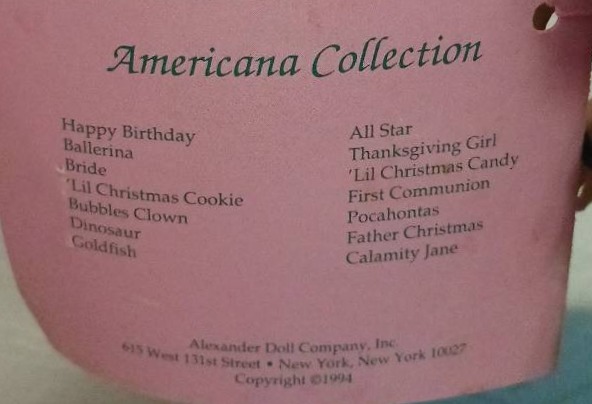 Americana Collection
Happy Birthday
Ballerina
Bride
'Lil Christmas Cookie
Bubbles Clown
Dinosaur
Goldfish
All Star
Thanksgiving Girl
'Lil Christmas Candy
First Communion
Pocahontas
Father Christmas
Calamity Jane
Alexander Doll Company, Inc
615 West 131st Street • New York, New York 10027
Copyright ©1994